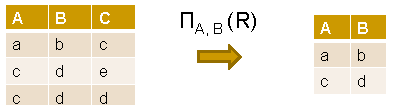 A B C
a b c
c d e
c d d
Π A, B (R)
A B
a b
c d